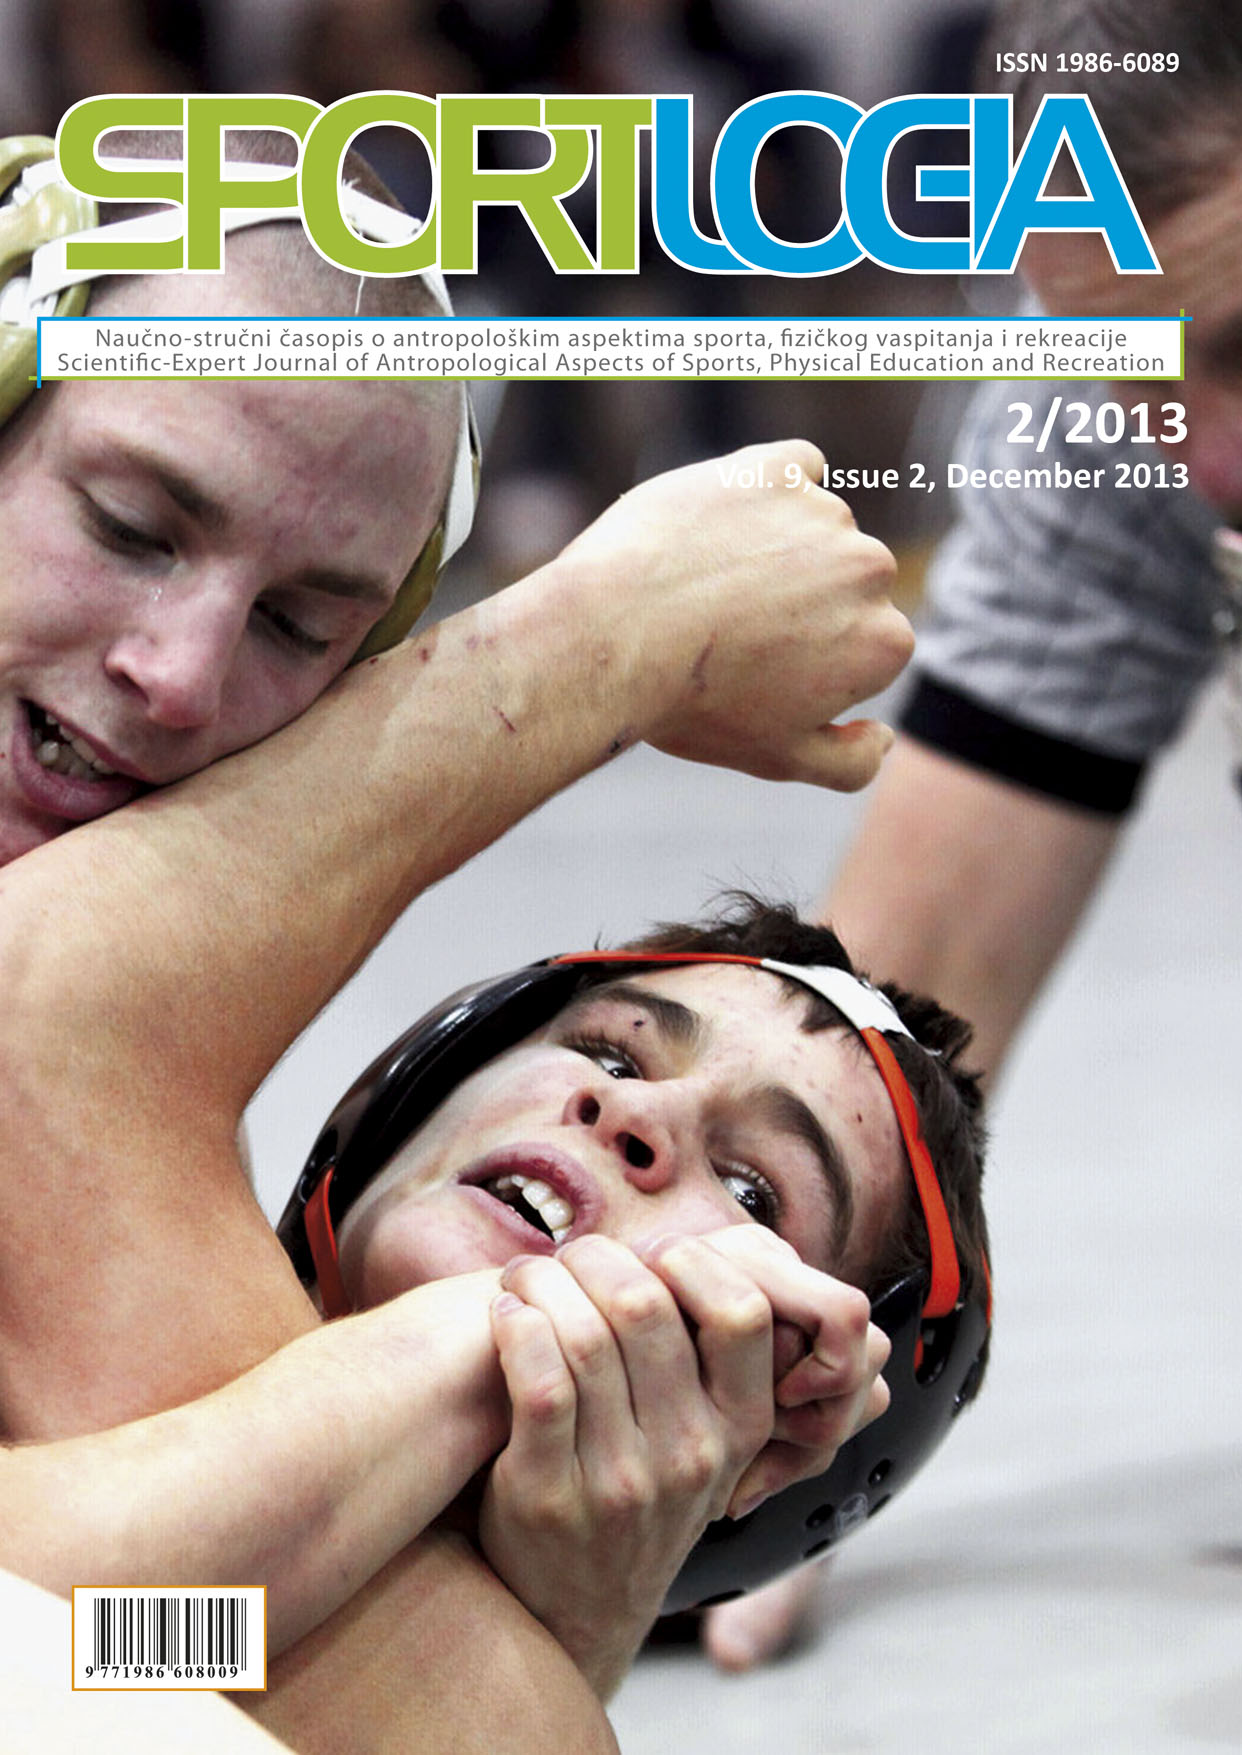 ISSN 1986-6089
SPORTLOGIA
Naučno-stručni časopis o antropološkim aspektima sporta, fizičkog vaspitanja i rekreacije
Scientific-Expert Journal of Antropological Aspects of Sports, Physical Education and Recreation
2/2013
Vol. 9, Issue 2, December 2013
9 771986 608009